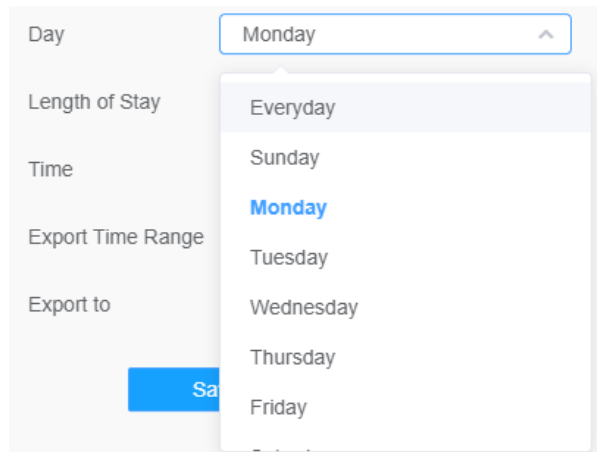 Day
Monday
Length of Stay
Everyday
Sunday
Time
Monday
Export Time Range
Tuesday
Export to
Wednesday
Thursday
Friday